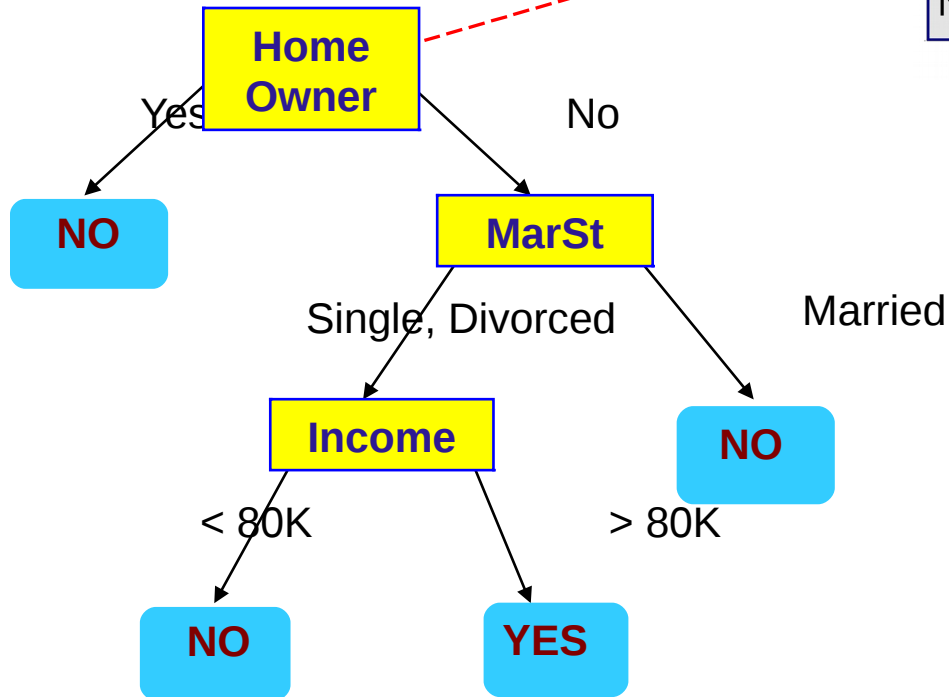 Home
Owner
Yes
No
NO
MarSt
Single, Divorced
Married
Income
NO
< 80K
> 80K
NO
YES